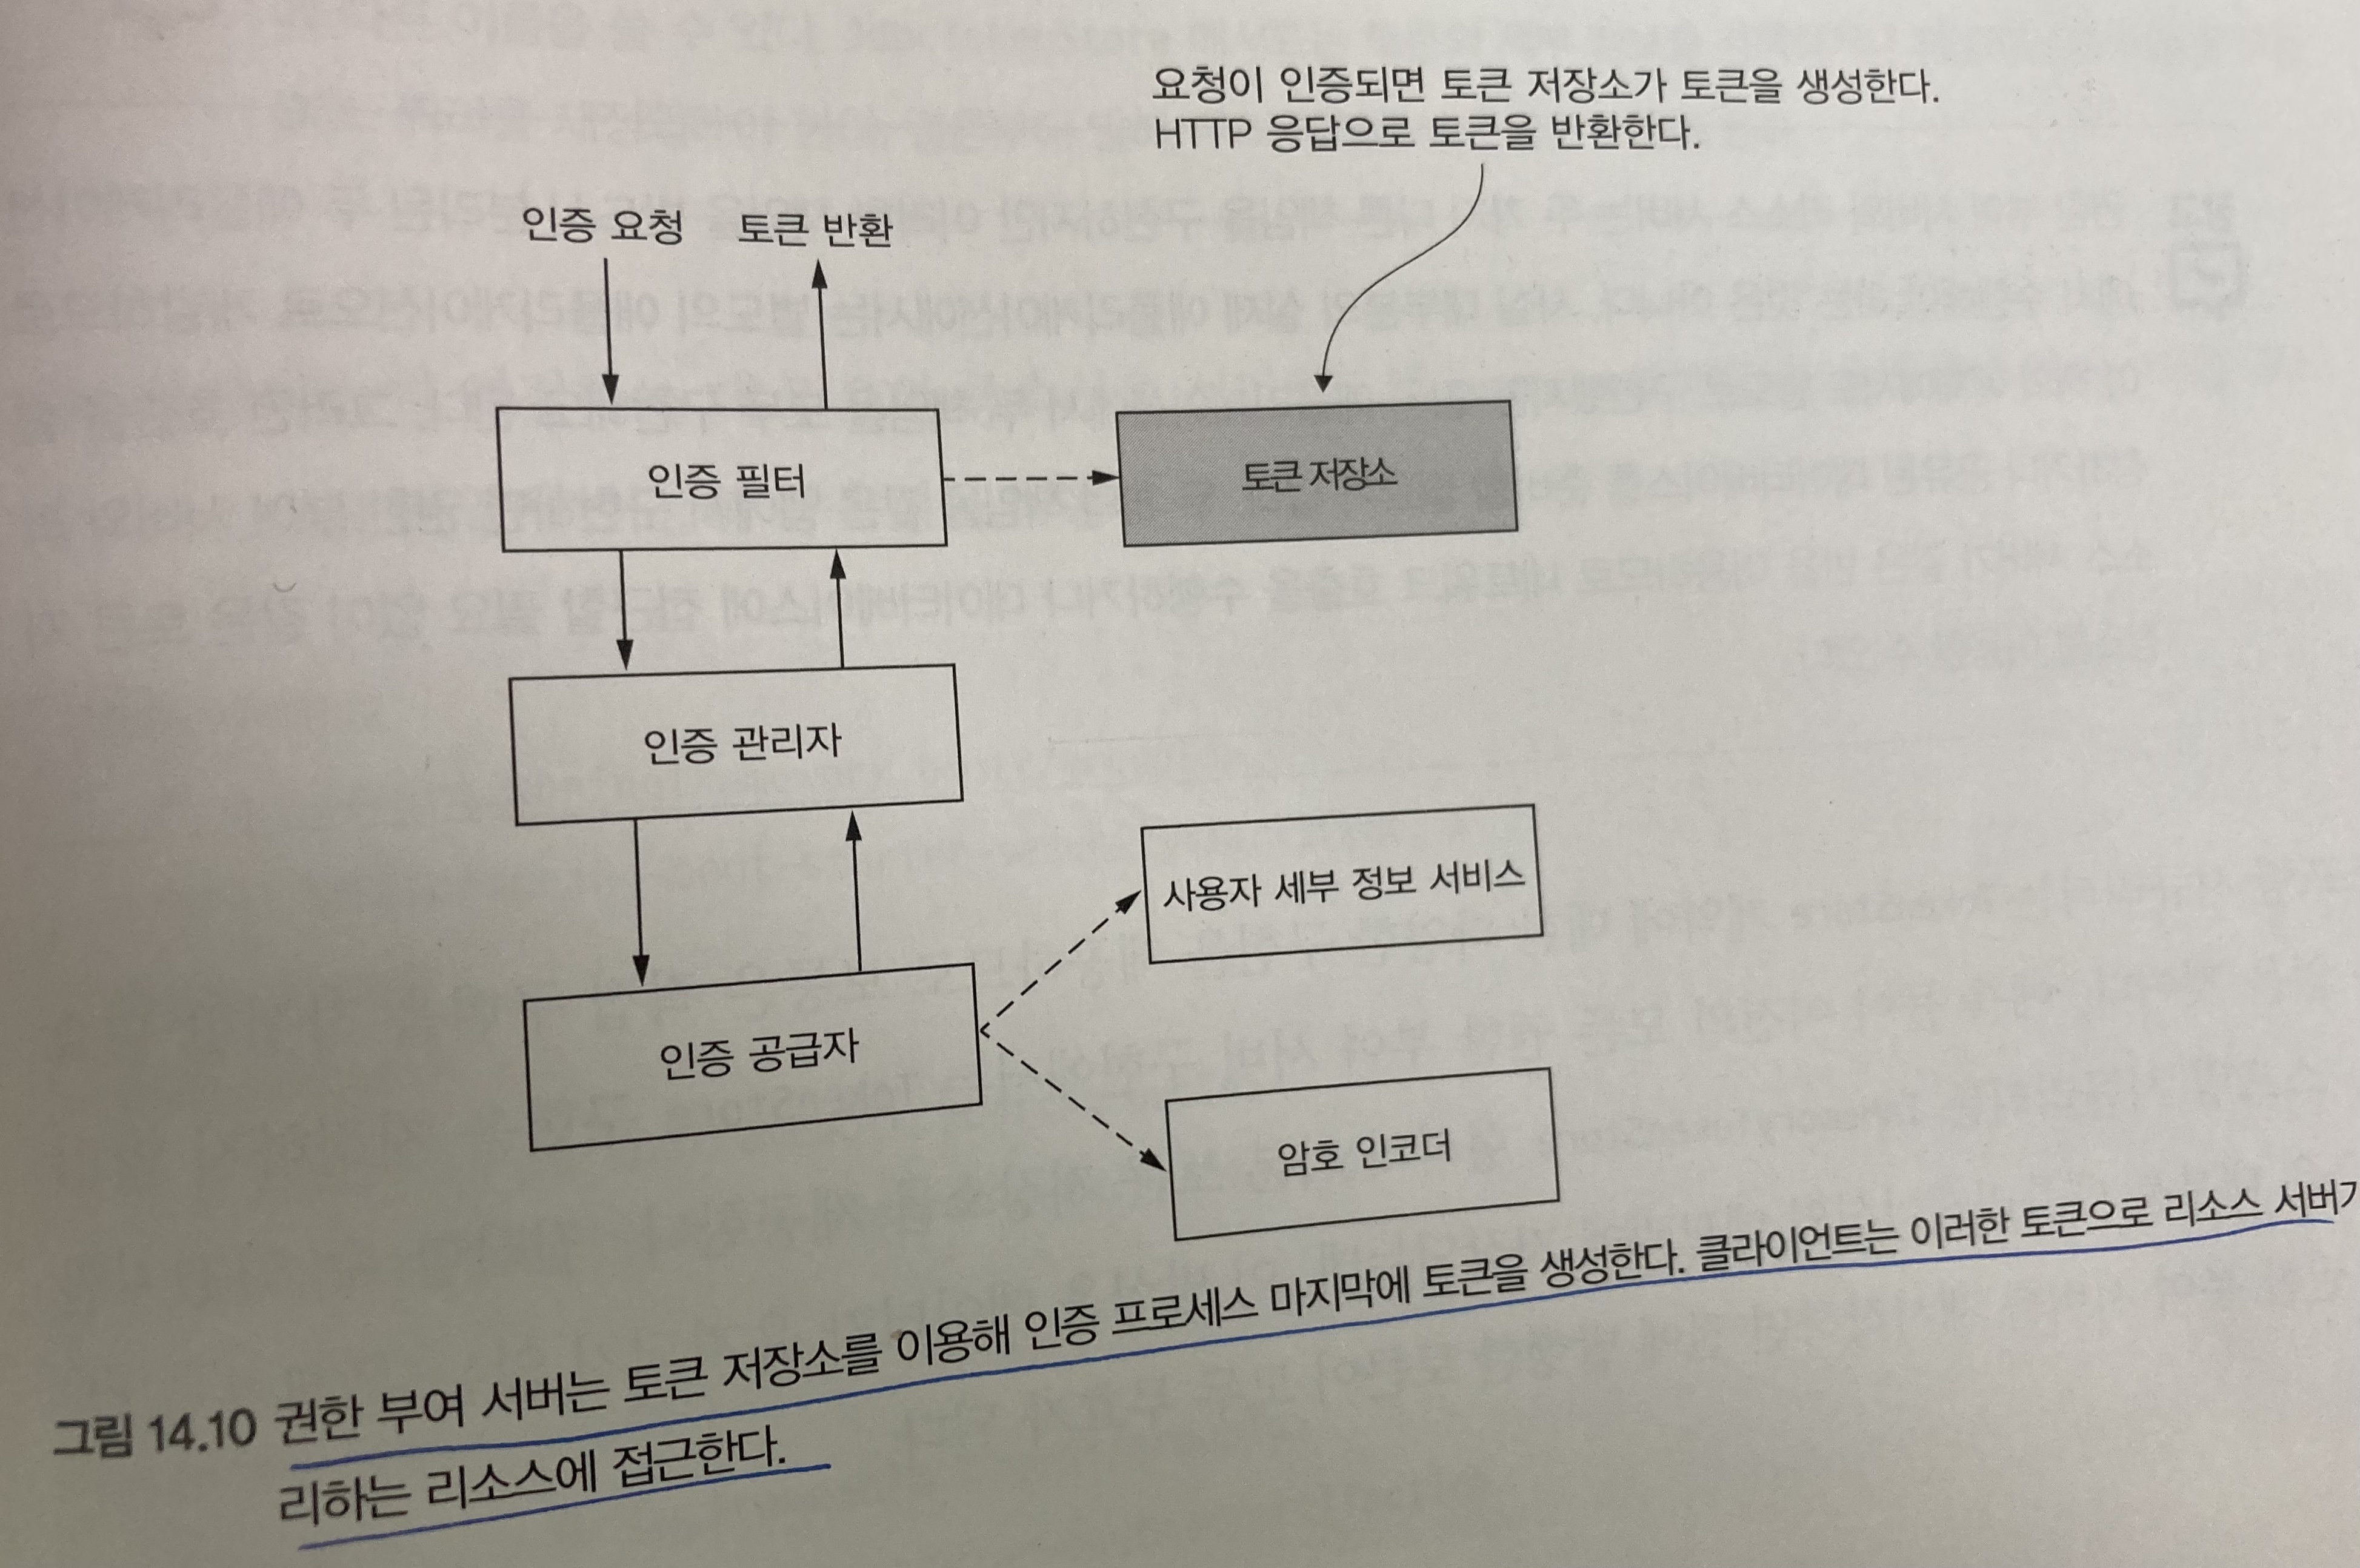 요청이 인증되면 토큰 저장소가 토큰을 생성한다.
HTTP 응답으로 토큰을 반환한다.
인증 요청
토큰 반환
인증 필터
토큰 저장소
인증 관리자
사용자 세부 정보 서비스
인증 공급자
암호 인코더
그림 14.10 권한 부여 서버는 토큰 저장소를 이용해 인증 프로세스 마지막에 토큰을 생성한다. 클라이언트는 이러한 토큰으로 리소스 서버가
리하는 리소스에 접근한다.